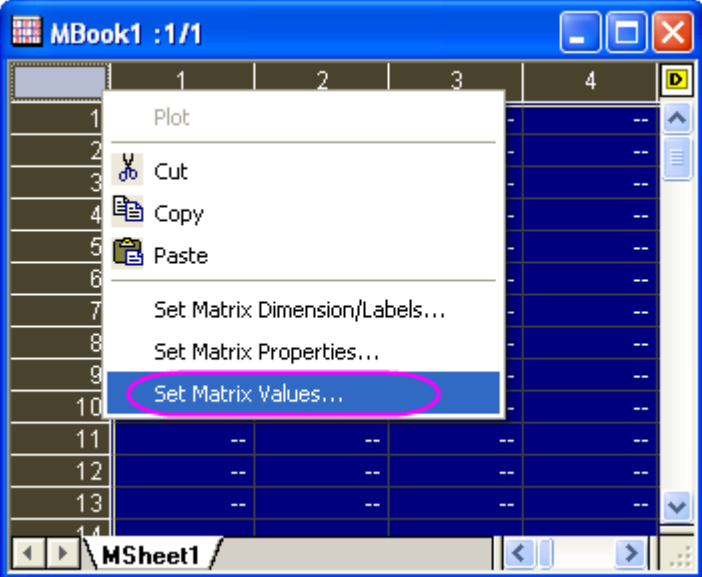 MBook1 :1/1
1 2 3 4 D
1 Plot - --
2 - --
3 Cut - --
4 Copy - --
5 Paste - --
6 - --
7 Set Matrix Dimension/Labels... - --
8 Set Matrix Properties... - --
9 - --
10 Set Matrix Values... - --
11 -- -- -- --
12 -- -- -- --
13 -- -- -- --
14
MSheet1